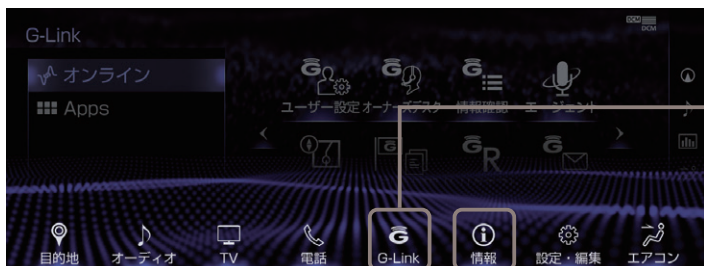 G-Link
DCM
DCM
オンライン
Apps
ユーザー設定 オーナーズデスク 情報確認 エージェント
G R G
目的地 オーディオ TV 電話 G-Link 情報 設定・編集 エアコン